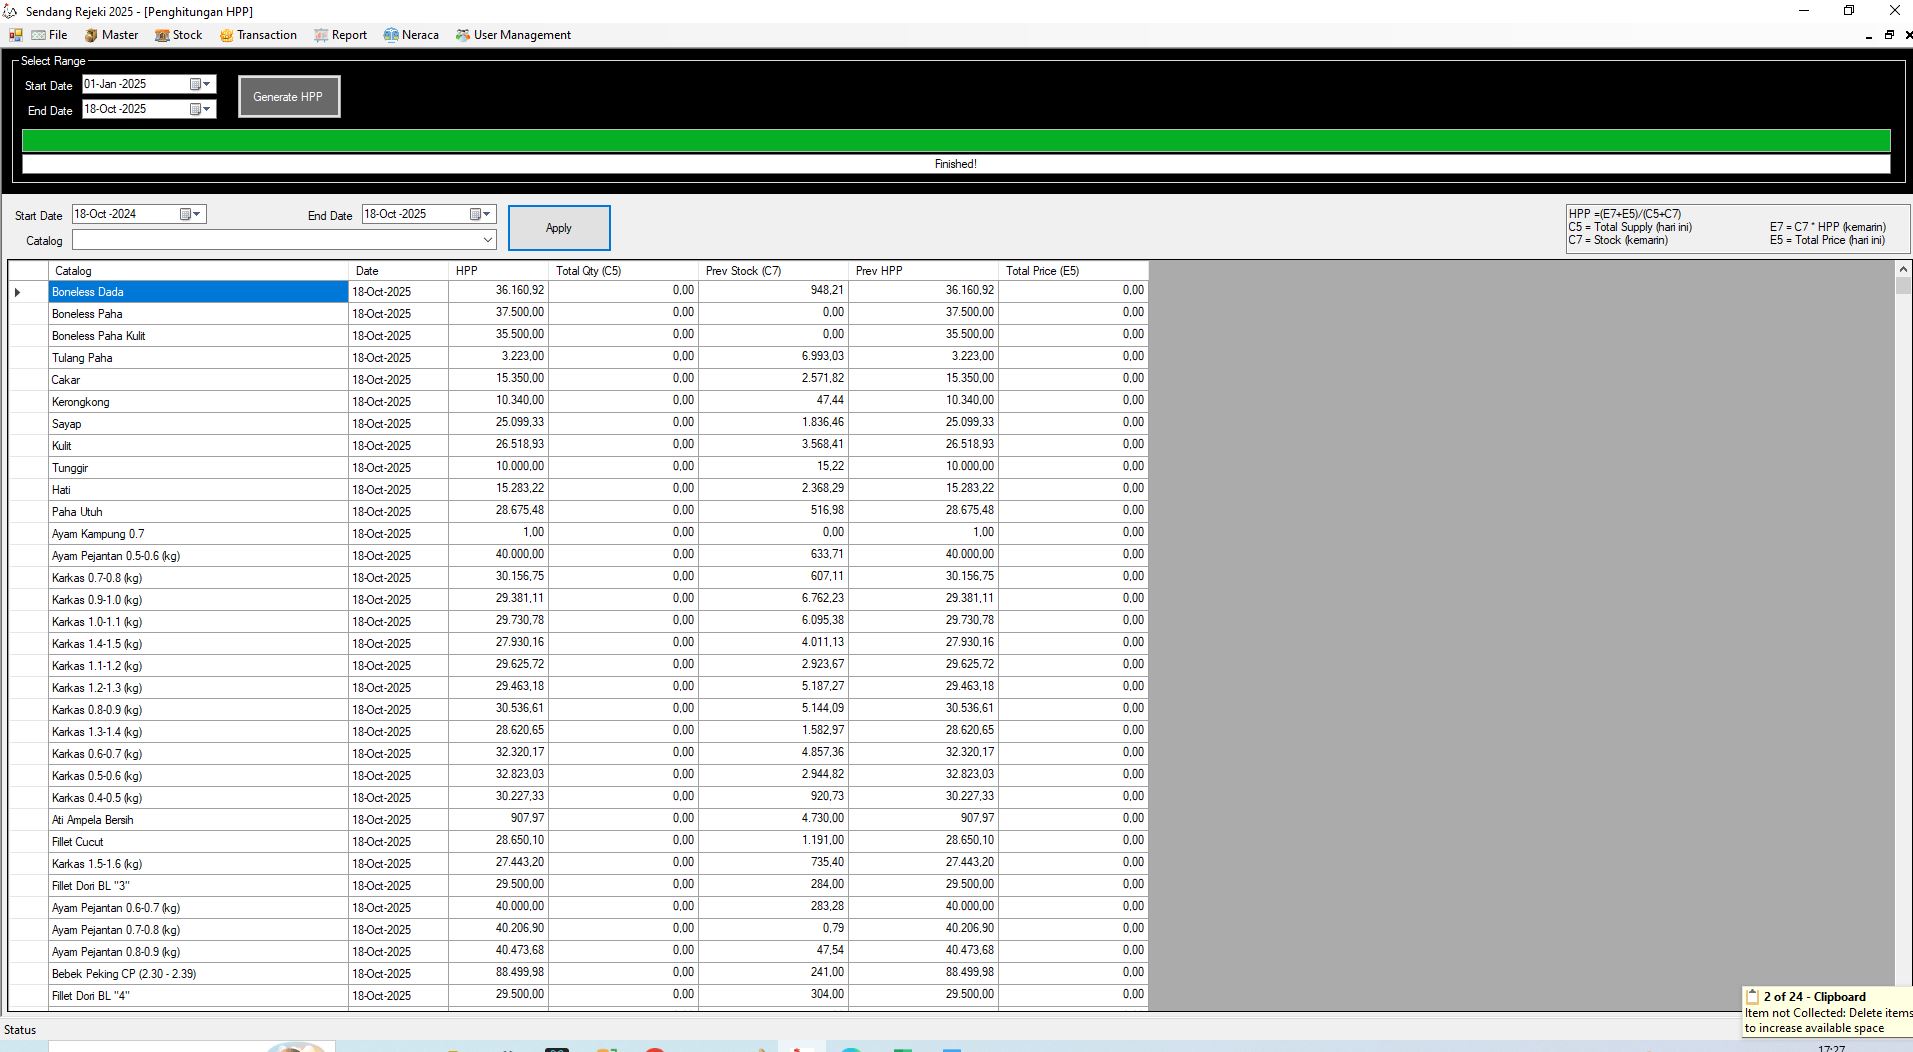 Sendang Rejeki 2025 - [Penghitungan HPP]
File Master Stock Transaction Report Neraca User Management
Select Range
Start Date 01-Jan -2025
End Date 18-Oct -2025
Generate HPP
Finished!
Start Date 18-Oct -2024 End Date 18-Oct -2025
Catalog
Apply
HPP =(E7+E5)/(C5+C7)
C5 = Total Supply (hari ini) E7 = C7 * HPP (kemarin)
C7 = Stock (kemarin) E5 = Total Price (hari ini)
Catalog Date HPP Total Qty (C5) Prev Stock (C7) Prev HPP Total Price (E5)
Boneless Dada 18-Oct-2025 36.160,92 0,00 948,21 36.160,92 0,00
Boneless Paha 18-Oct-2025 37.500,00 0,00 0,00 37.500,00 0,00
Boneless Paha Kulit 18-Oct-2025 35.500,00 0,00 0,00 35.500,00 0,00
Tulang Paha 18-Oct-2025 3.223,00 0,00 6.993,03 3.223,00 0,00
Cakar 18-Oct-2025 15.350,00 0,00 2.571,82 15.350,00 0,00
Kerongkong 18-Oct-2025 10.340,00 0,00 47,44 10.340,00 0,00
Sayap 18-Oct-2025 25.099,33 0,00 1.836,46 25.099,33 0,00
Kulit 18-Oct-2025 26.518,93 0,00 3.568,41 26.518,93 0,00
Tunggir 18-Oct-2025 10.000,00 0,00 15,22 10.000,00 0,00
Hati 18-Oct-2025 15.283,22 0,00 2.368,29 15.283,22 0,00
Paha Utuh 18-Oct-2025 28.675,48 0,00 516,98 28.675,48 0,00
Ayam Kampung 0.7 18-Oct-2025 1,00 0,00 0,00 1,00 0,00
Ayam Pejantan 0.5-0.6 (kg) 18-Oct-2025 40.000,00 0,00 633,71 40.000,00 0,00
Karkas 0.7-0.8 (kg) 18-Oct-2025 30.156,75 0,00 607,11 30.156,75 0,00
Karkas 0.9-1.0 (kg) 18-Oct-2025 29.381,11 0,00 6.762,23 29.381,11 0,00
Karkas 1.0-1.1 (kg) 18-Oct-2025 29.730,78 0,00 6.095,38 29.730,78 0,00
Karkas 1.4-1.5 (kg) 18-Oct-2025 27.930,16 0,00 4.011,13 27.930,16 0,00
Karkas 1.1-1.2 (kg) 18-Oct-2025 29.625,72 0,00 2.923,67 29.625,72 0,00
Karkas 1.2-1.3 (kg) 18-Oct-2025 29.463,18 0,00 5.187,27 29.463,18 0,00
Karkas 0.8-0.9 (kg) 18-Oct-2025 30.536,61 0,00 5.144,09 30.536,61 0,00
Karkas 1.3-1.4 (kg) 18-Oct-2025 28.620,65 0,00 1.582,97 28.620,65 0,00
Karkas 0.6-0.7 (kg) 18-Oct-2025 32.320,17 0,00 4.857,36 32.320,17 0,00
Karkas 0.5-0.6 (kg) 18-Oct-2025 32.823,03 0,00 2.944,82 32.823,03 0,00
Karkas 0.4-0.5 (kg) 18-Oct-2025 30.227,33 0,00 920,73 30.227,33 0,00
Ati Ampela Bersih 18-Oct-2025 907,97 0,00 4.730,00 907,97 0,00
Fillet Cucut 18-Oct-2025 28.650,10 0,00 1.191,00 28.650,10 0,00
Karkas 1.5-1.6 (kg) 18-Oct-2025 27.443,20 0,00 735,40 27.443,20 0,00
Fillet Dori BL "3" 18-Oct-2025 29.500,00 0,00 284,00 29.500,00 0,00
Ayam Pejantan 0.6-0.7 (kg) 18-Oct-2025 40.000,00 0,00 283,28 40.000,00 0,00
Ayam Pejantan 0.7-0.8 (kg) 18-Oct-2025 40.206,90 0,00 0,79 40.206,90 0,00
Ayam Pejantan 0.8-0.9 (kg) 18-Oct-2025 40.473,68 0,00 47,54 40.473,68 0,00
Bebek Peking CP (2.30 - 2.39) 18-Oct-2025 88.499,98 0,00 241,00 88.499,98 0,00
Fillet Dori BL "4" 18-Oct-2025 29.500,00 0,00 304,00 29.500,00 0,00
2 of 24 - Clipboard
Item not Collected: Delete items
to increase available space
Status
17:27